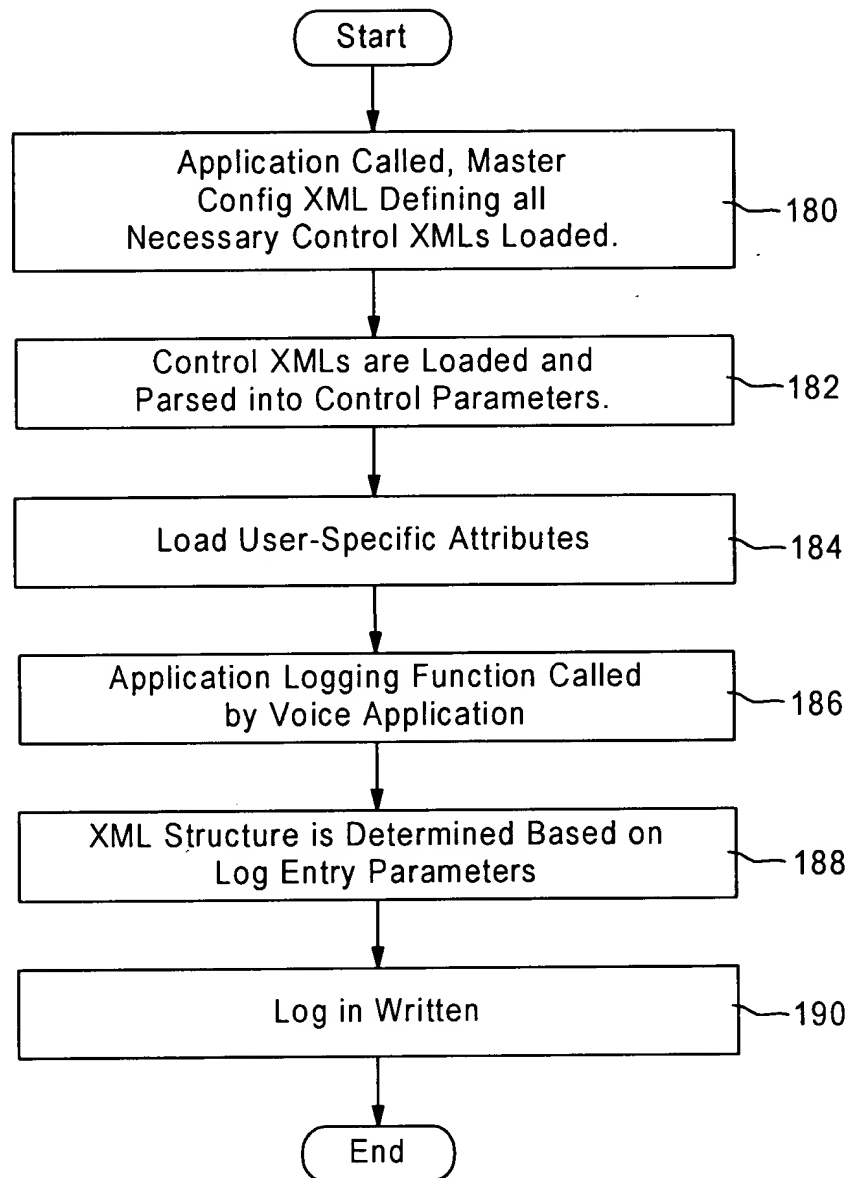 Start
Application Called, Master
Config XML Defining all
Necessary Control XMLs Loaded.
180
Control XMLs are Loaded and
Parsed into Control Parameters.
182
Load User-Specific Attributes
184
Application Logging Function Called
by Voice Application
186
XML Structure is Determined Based on
Log Entry Parameters
188
Log in Written
190
End